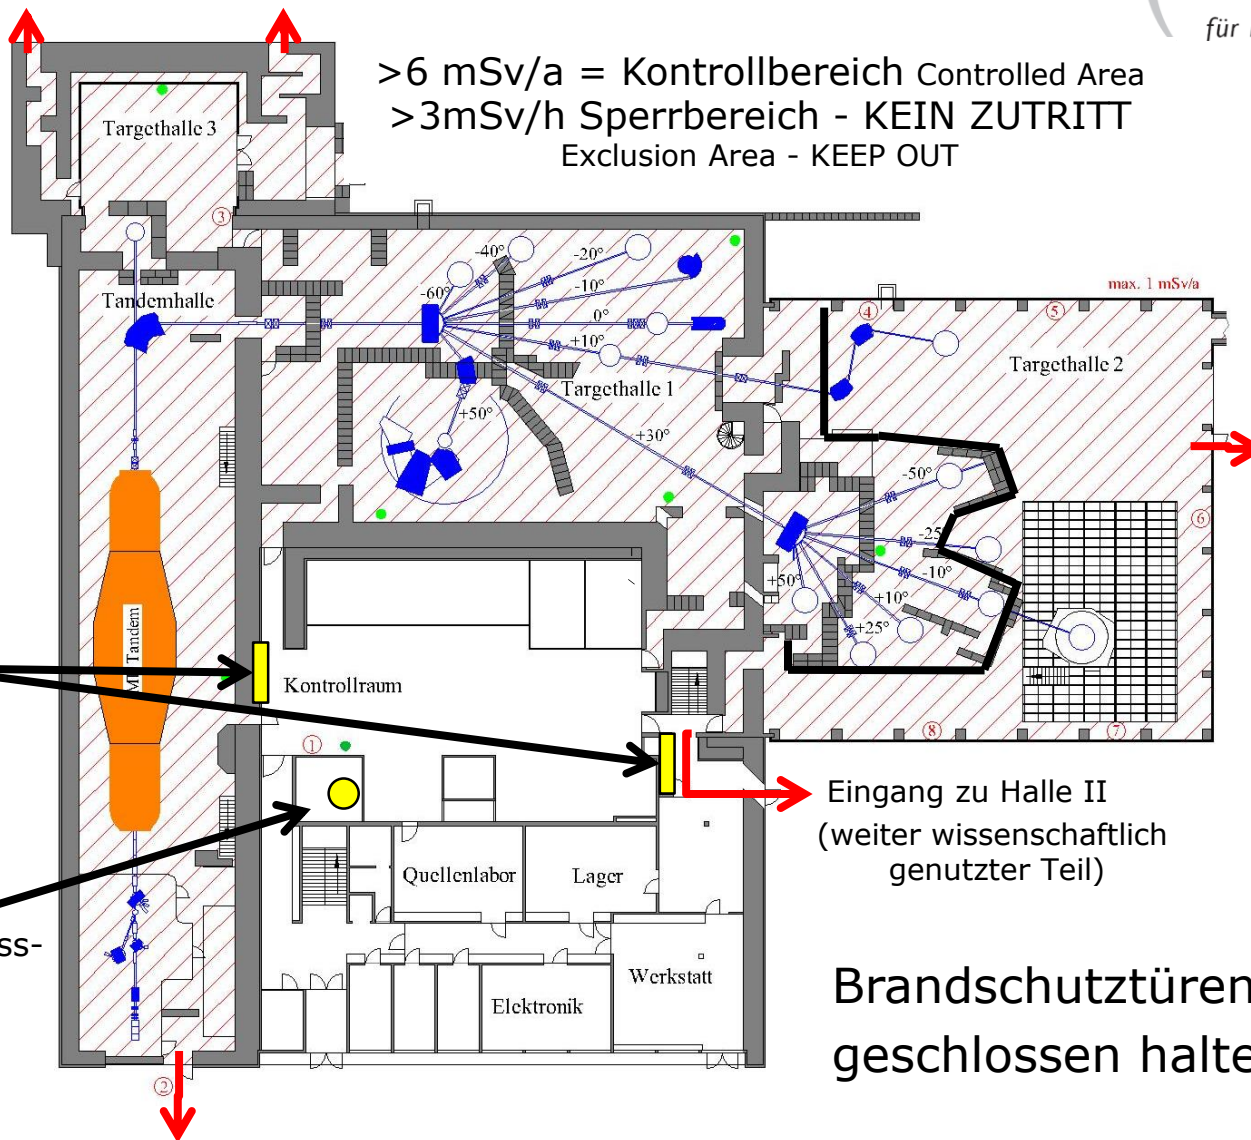 für
>6 mSv/a = Kontrollbereich Controlled Area
>3mSv/h Sperrbereich - KEIN ZUTRITT
Exclusion Area - KEEP OUT
Targethalle 3
3
Tandemhalle
-60°
-40°
-20°
-10°
0°
+10°
+50°
Targethalle 1
+30°
max. 1 mSv/a
4
5
Targethalle 2
-50°
-25°
-10°
+50°
+10°
+25°
6
8
7
Tandem
Kontrollraum
1
Eingang zu Halle II
(weiter wissenschaftlich
genutzter Teil)
Quellenlabor
Lager
ss-
Werkstatt
Elektronik
2
Brandschutztüren
geschlossen halte